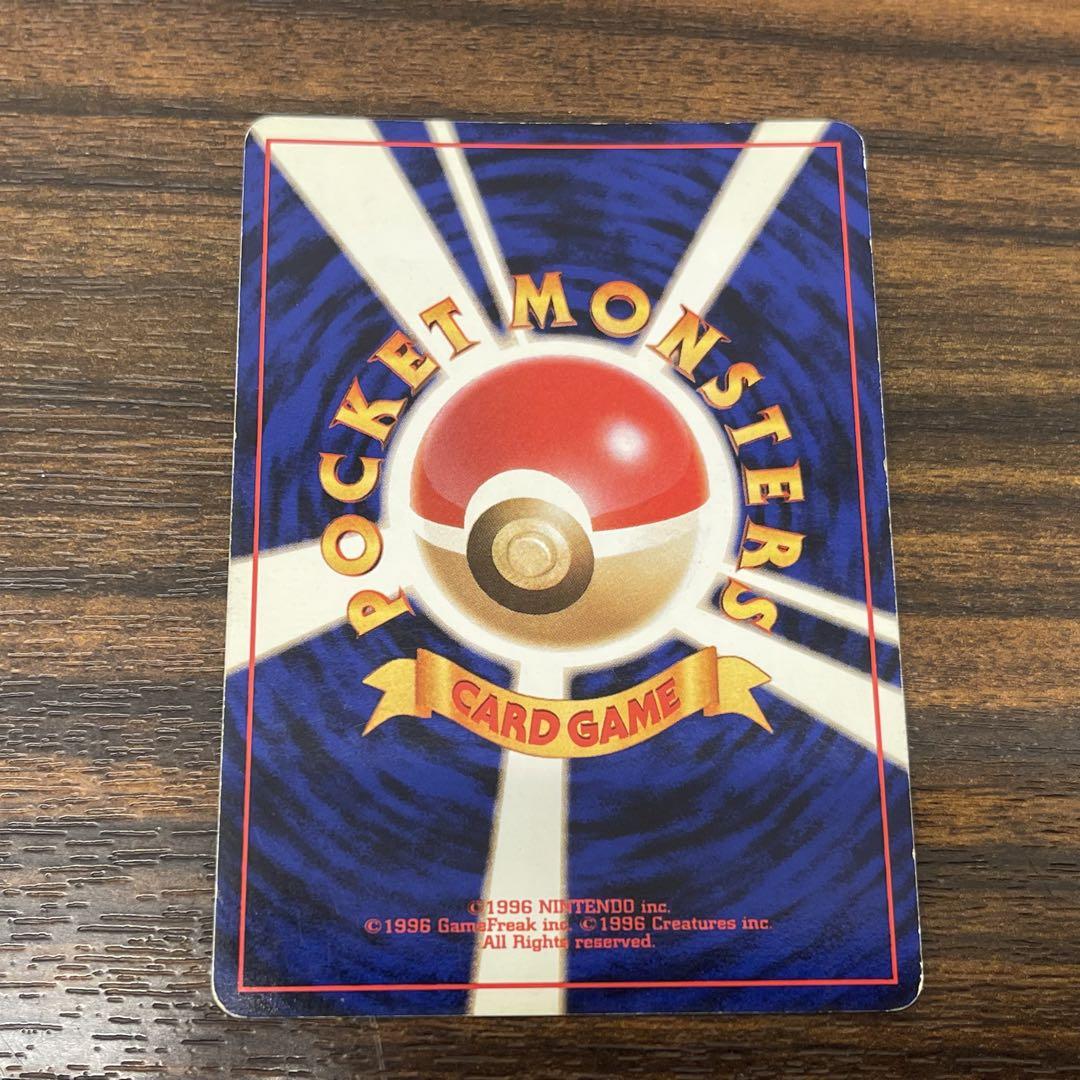 POCKET MONSTERS
CARD GAME
©1996 NINTENDO inc.
©1996 GameFreak inc. ©1996 Creatures inc.
All Rights reserved.